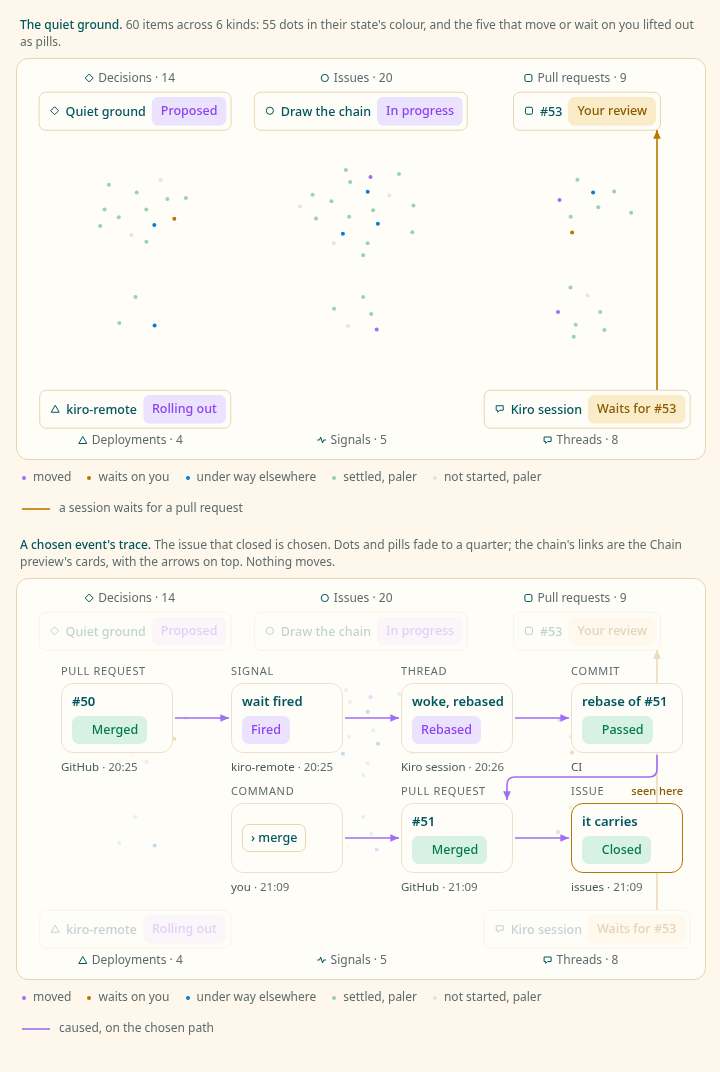 The quiet ground. 60 items across 6 kinds: 55 dots in their state's colour, and the five that move or wait on you lifted out
as pills.
Decisions · 14
Issues · 20
Pull requests · 9
Quiet ground
Proposed
Draw the chain
In progress
#53
Your review
kiro-remote
Rolling out
Kiro session
Waits for #53
Deployments · 4
Signals · 5
Threads · 8
moved
waits on you
under way elsewhere
settled, paler
not started, paler
a session waits for a pull request
A chosen event's trace. The issue that closed is chosen. Dots and pills fade to a quarter; the chain's links are the Chain
preview's cards, with the arrows on top. Nothing moves.
Decisions · 14
Issues · 20
Pull requests · 9
Quiet ground
Proposed
Draw the chain
In progress
#53
Your review
PULL REQUEST
SIGNAL
THREAD
COMMIT
#50
Merged
wait fired
Fired
woke, rebased
Rebased
rebase of #51
Passed
GitHub · 20:25
kiro-remote · 20:25
Kiro session · 20:26
CI
COMMAND
PULL REQUEST
ISSUE
seen here
› merge
#51
Merged
it carries
Closed
you · 21:09
GitHub · 21:09
issues · 21:09
kiro-remote
Rolling out
Kiro session
Waits for #53
Deployments · 4
Signals · 5
Threads · 8
moved
waits on you
under way elsewhere
settled, paler
not started, paler
caused, on the chosen path